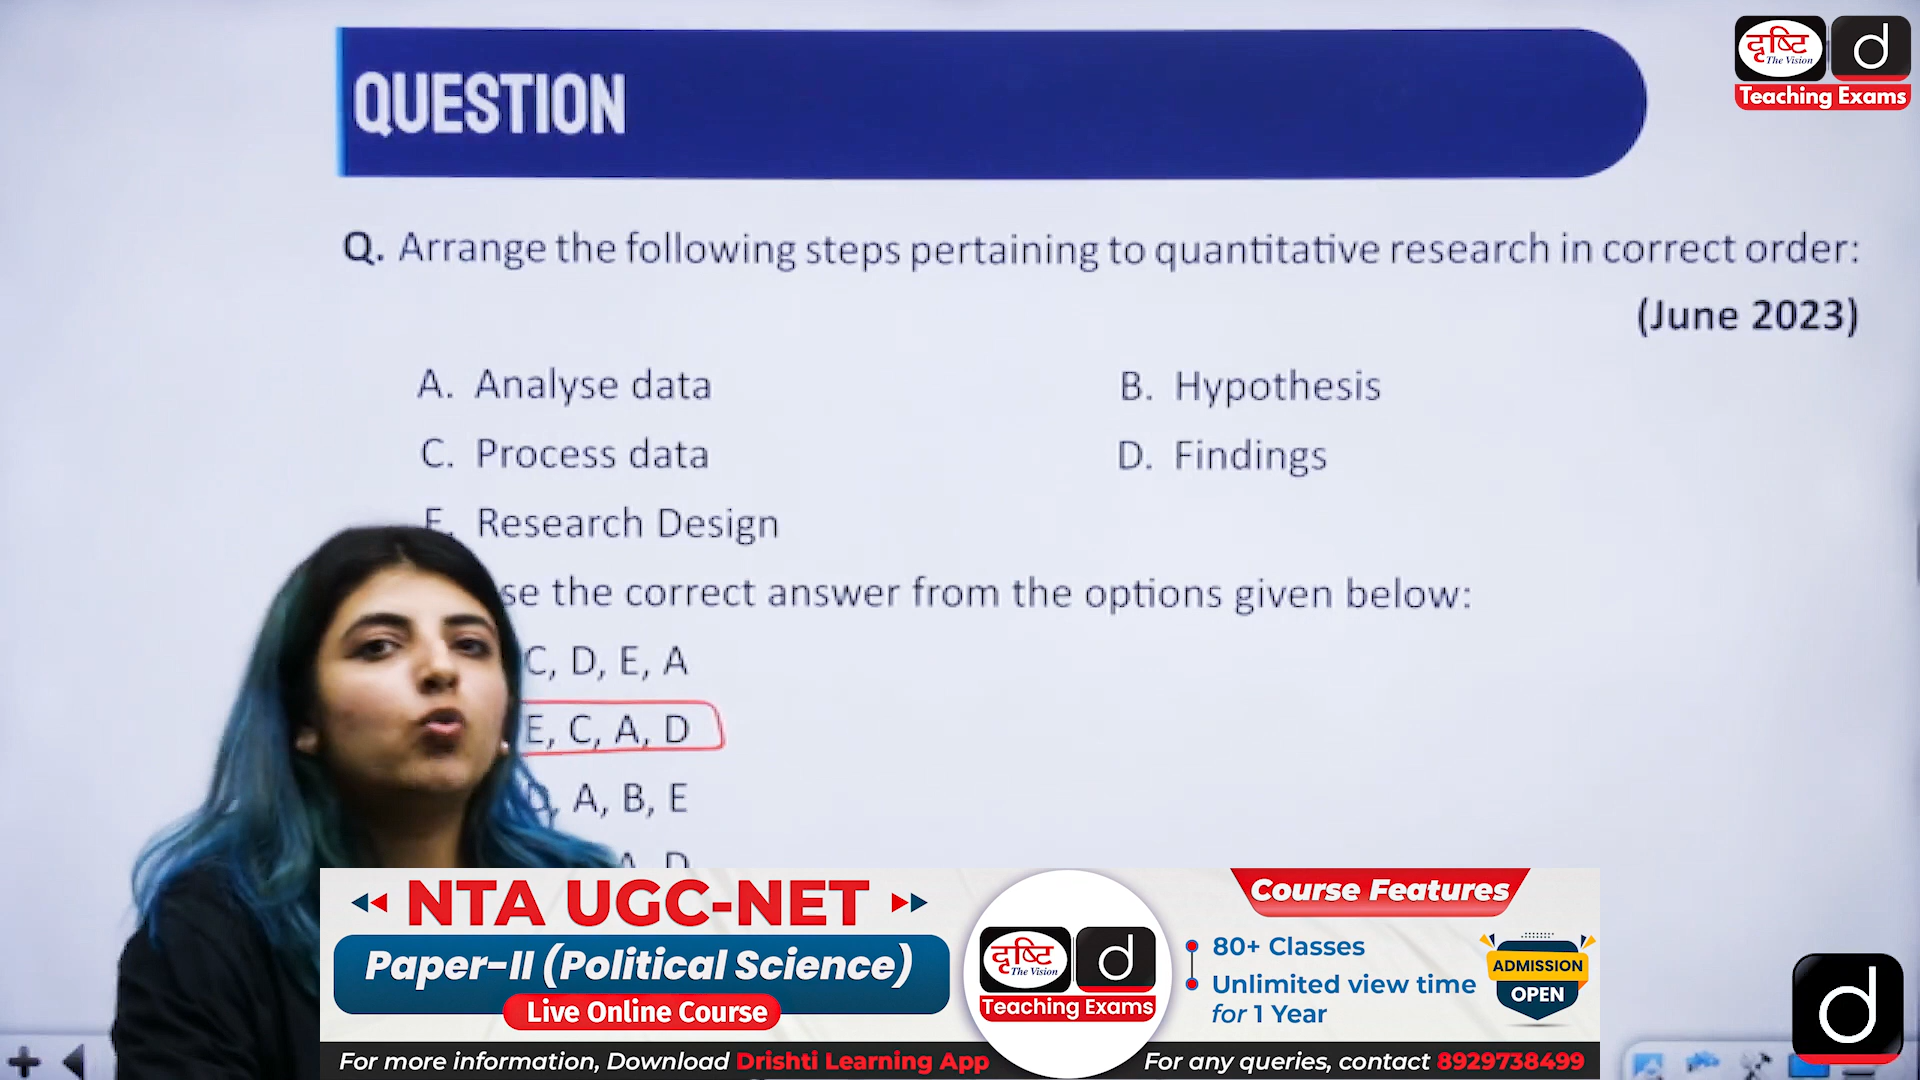 QUESTION
दृष्टि
The Vision
d
Teaching Exams
Q. Arrange the following steps pertaining to quantitative research in correct order:
(June 2023)
A. Analyse data
B. Hypothesis
C. Process data
D. Findings
E. Research Design
se the correct answer from the options given below:
C, D, E, A
E, C, A, D
D, A, B, E
A, D
NTA UGC-NET
Paper-II (Political Science)
Live Online Course
दृष्टि
The Vision
d
Teaching Exams
Course Features
80+ Classes
Unlimited view time
for 1 Year
ADMISSION
OPEN
d
For more information, Download Drishti Learning App
For any queries, contact 8929738499